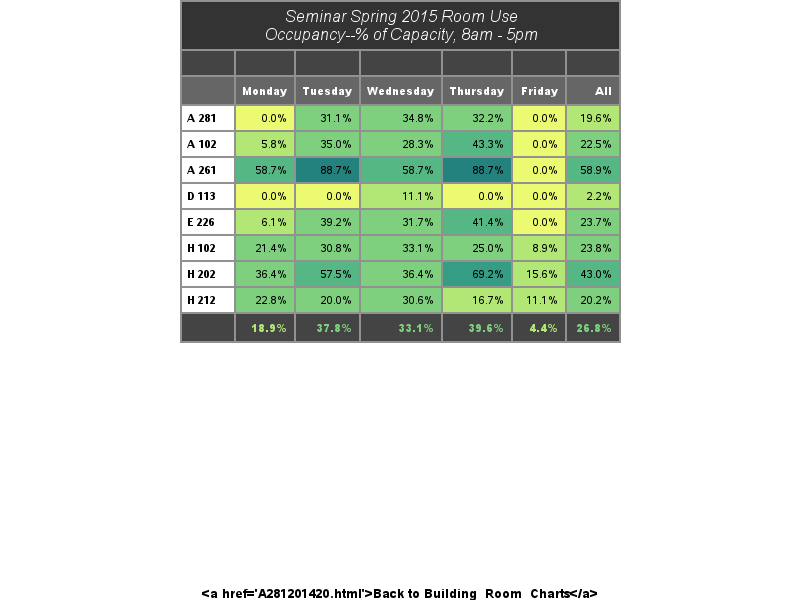 Seminar Spring 2015 Room Use
Occupancy--% of Capacity, 8am - 5pm
Monday Tuesday Wednesday Thursday Friday All
A 281 0.0% 31.1% 34.8% 32.2% 0.0% 19.6%
A 102 5.8% 35.0% 28.3% 43.3% 0.0% 22.5%
A 261 58.7% 88.7% 58.7% 88.7% 0.0% 58.9%
D 113 0.0% 0.0% 11.1% 0.0% 0.0% 2.2%
E 226 6.1% 39.2% 31.7% 41.4% 0.0% 23.7%
H 102 21.4% 30.8% 33.1% 25.0% 8.9% 23.8%
H 202 36.4% 57.5% 36.4% 69.2% 15.6% 43.0%
H 212 22.8% 20.0% 30.6% 16.7% 11.1% 20.2%
18.9% 37.8% 33.1% 39.6% 4.4% 26.8%
<a href='A281201420.html'>Back to Building_Room_Charts</a>